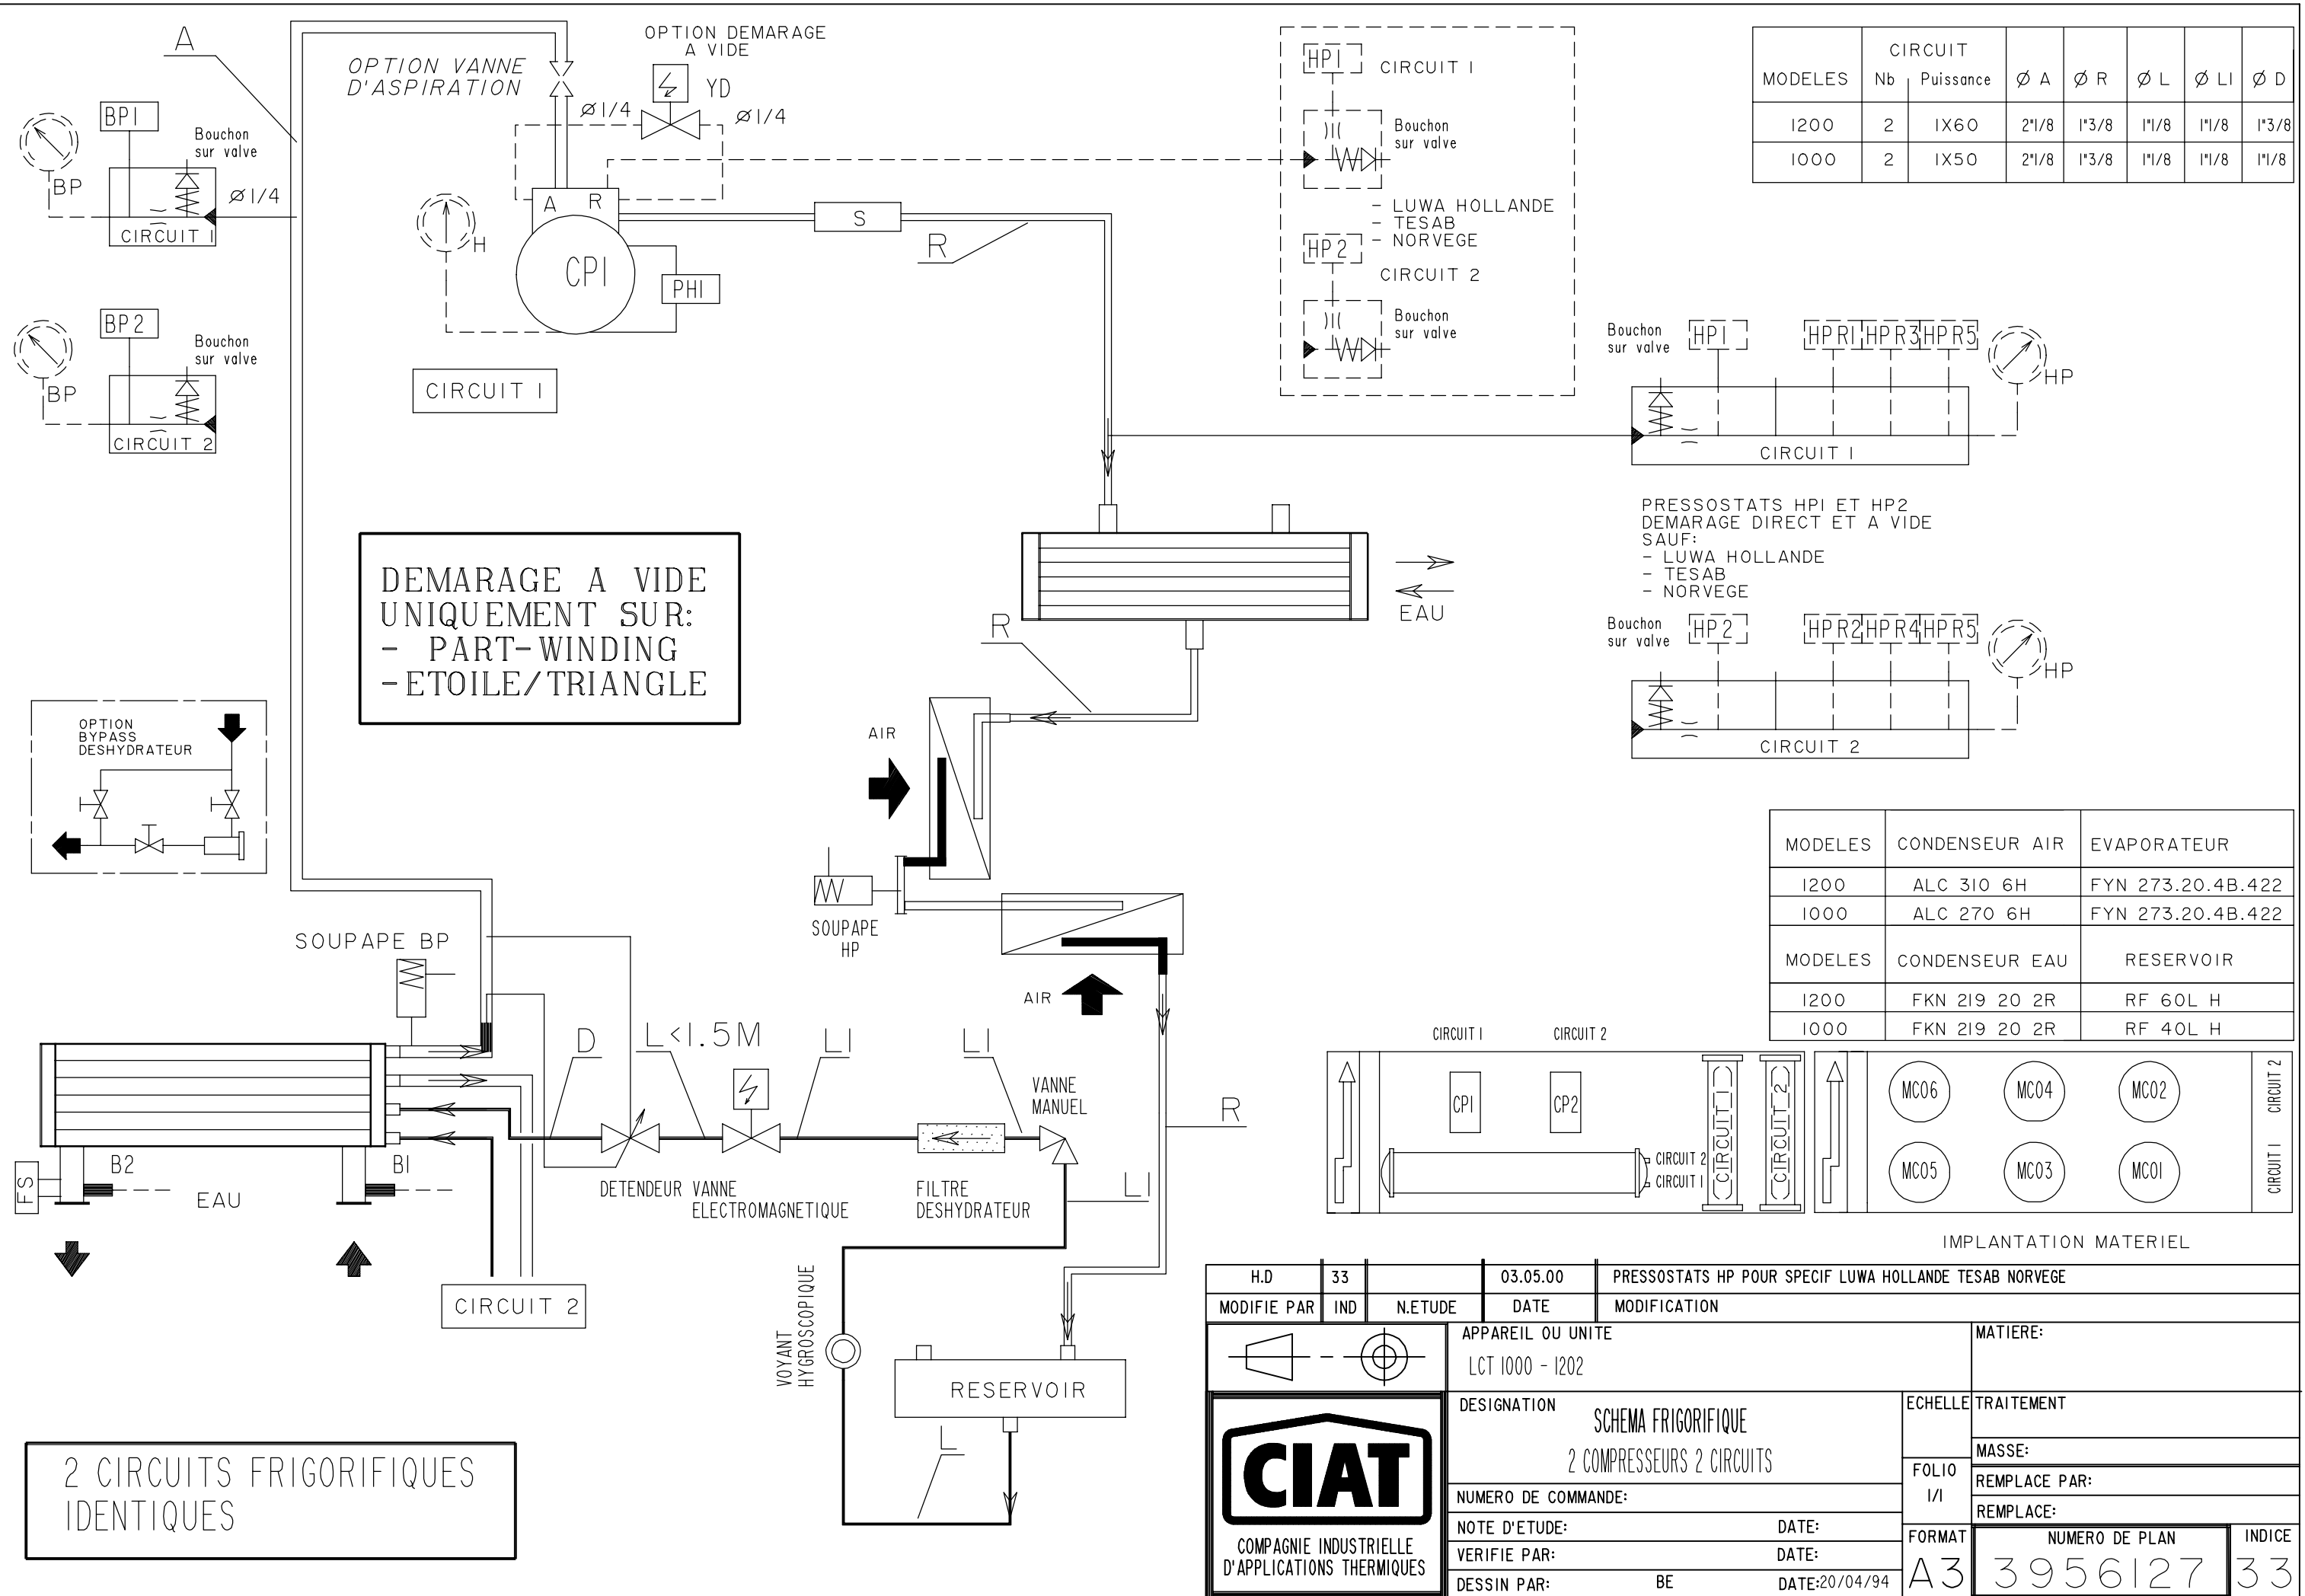 A
OPTION VANNE
D'ASPIRATION
OPTION DEMARAGE
A VIDE
YD
Ø1/4
Ø1/4
BP1
Bouchon
sur valve
BP
Ø1/4
CIRCUIT 1
BP2
Bouchon
sur valve
BP
CIRCUIT 2
A R
CP1
H
PH1
S
R
CIRCUIT 1
HP1
CIRCUIT 1
Bouchon
sur valve
- LUWA HOLLANDE
- TESAB
- NORVEGE
HP2
CIRCUIT 2
Bouchon
sur valve
CIRCUIT
MODELES Nb Puissance Ø A Ø R Ø L Ø L1 Ø D
1200 2 1X60 2"1/8 1"3/8 1"1/8 1"1/8 1"3/8
1000 2 1X50 2"1/8 1"3/8 1"1/8 1"1/8 1"1/8
Bouchon
sur valve
HP1 HPR1 HPR3 HPR5
HP
CIRCUIT 1
PRESSOSTATS HP1 ET HP2
DEMARAGE DIRECT ET A VIDE
SAUF:
- LUWA HOLLANDE
- TESAB
- NORVEGE
Bouchon
sur valve
HP2 HPR2 HPR4 HPR5
HP
CIRCUIT 2
DEMARAGE A VIDE
UNIQUEMENT SUR:
- PART-WINDING
-ETOILE/TRIANGLE
EAU
R
AIR
OPTION
BYPASS
DESHYDRATEUR
SOUPAPE
HP
AIR
SOUPAPE BP
D
L<1.5M
L1
L1
VANNE
MANUEL
R
L1
DETENDEUR
VANNE
ELECTROMAGNETIQUE
FILTRE
DESHYDRATEUR
FS
B2
B1
EAU
CIRCUIT 2
VOYANT
HYGROSCOPIQUE
RESERVOIR
L
2 CIRCUITS FRIGORIFIQUES
IDENTIQUES
MODELES CONDENSEUR AIR EVAPORATEUR
1200 ALC 310 6H FYN 273.20.4B.422
1000 ALC 270 6H FYN 273.20.4B.422
MODELES CONDENSEUR EAU RESERVOIR
1200 FKN 219 20 2R RF 60L H
1000 FKN 219 20 2R RF 40L H
CIRCUIT 1 CIRCUIT 2
CP1 CP2
CIRCUIT 2
CIRCUIT 1
CIRCUIT 1
CIRCUIT 2
MC06 MC04 MC02
MC05 MC03 MC01
CIRCUIT 2
CIRCUIT 1
IMPLANTATION MATERIEL
H.D 33 03.05.00 PRESSOSTATS HP POUR SPECIF LUWA HOLLANDE TESAB NORVEGE
MODIFIE PAR IND N.ETUDE DATE MODIFICATION
APPAREIL OU UNITE
LCT 1000 - 1202
MATIERE:
DESIGNATION
SCHEMA FRIGORIFIQUE
2 COMPRESSEURS 2 CIRCUITS
ECHELLE
TRAITEMENT
MASSE:
FOLIO
1/1
REMPLACE PAR:
REMPLACE:
NUMERO DE COMMANDE:
NOTE D'ETUDE: DATE:
VERIFIE PAR: DATE:
DESSIN PAR: BE DATE:20/04/94
FORMAT
A3
NUMERO DE PLAN
3956127
INDICE
33
CIAT
COMPAGNIE INDUSTRIELLE
D'APPLICATIONS THERMIQUES